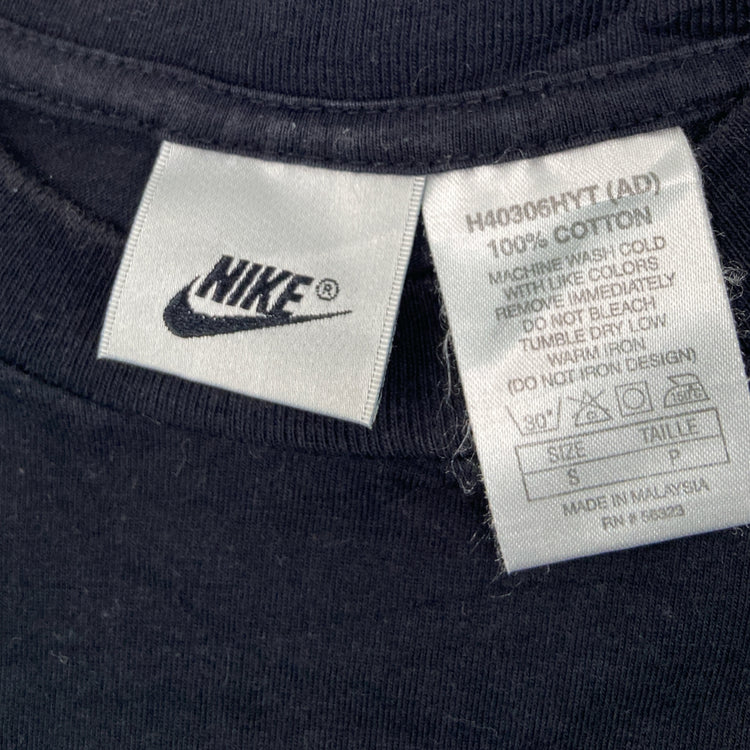 NIKE®
H40306HYT (AD)
100% COTTON
MACHINE WASH COLD
WITH LIKE COLORS
REMOVE IMMEDIATELY
DO NOT BLEACH
TUMBLE DRY LOW
WARM IRON
(DO NOT IRON DESIGN)
30°
SIZE TAILLE
S P
MADE IN MALAYSIA
RN # 56323